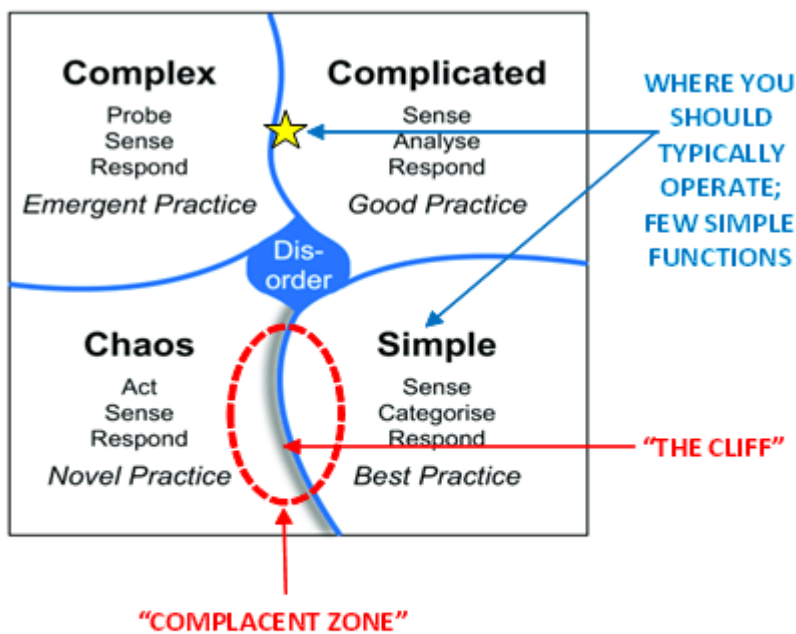 Complex
Probe
Sense
Respond
Emergent Practice
Complicated
Sense
Analyse
Respond
Good Practice
WHERE YOU
SHOULD
TYPICALLY
OPERATE;
FEW SIMPLE
FUNCTIONS
Dis-
order
Chaos
Act
Sense
Respond
Novel Practice
Simple
Sense
Categorise
Respond
Best Practice
“THE CLIFF”
“COMPLACENT ZONE”